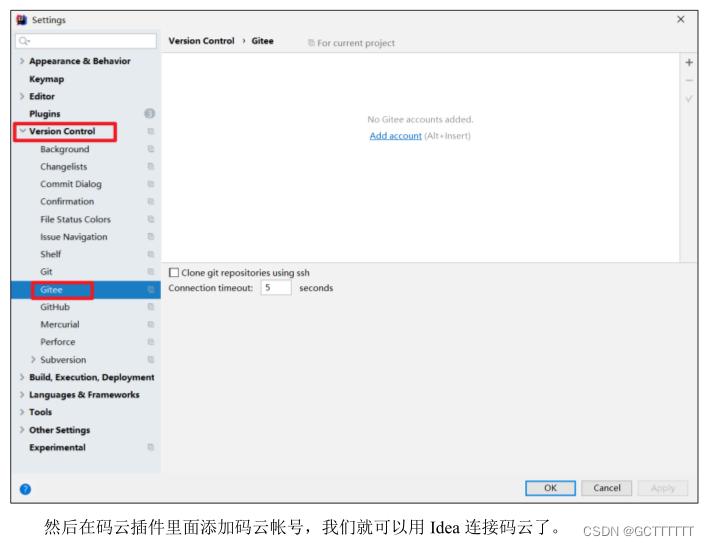 Settings
Version Control › Gitee For current project
Appearance & Behavior
Keymap
Editor
Plugins 3
Version Control
Background
Changelists
Commit Dialog
Confirmation
File Status Colors
Issue Navigation
Shelf
Git
Gitee
GitHub
Mercurial
Perforce
Subversion
Build, Execution, Deployment
Languages & Frameworks
Tools
Other Settings
Experimental
No Gitee accounts added.
Add account (Alt+Insert)
Clone git repositories using ssh
Connection timeout: 5 seconds
? OK Cancel Apply
然后在码云插件里面添加码云帐号，我们就可以用 Idea 连接码云了。
CSDN @GCTTTTTT